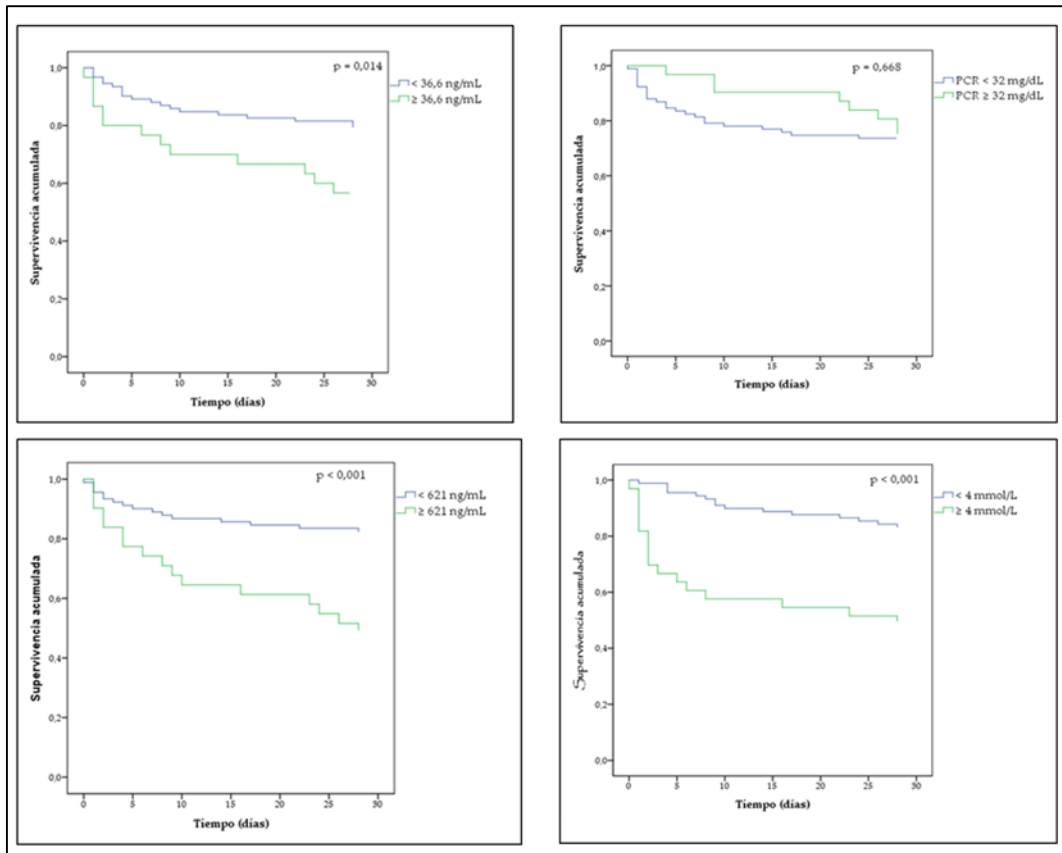 p = 0,014
< 36,6 ng/mL
≥ 36,6 ng/mL
Supervivencia acumulada
1,0
0,8
0,6
0,4
0,2
0,0
0 5 10 15 20 25 30
Tiempo (días)
p = 0,668
PCR < 32 mg/dL
PCR ≥ 32 mg/dL
Supervivencia acumulada
1,0
0,8
0,6
0,4
0,2
0,0
0 5 10 15 20 25 30
Tiempo (días)
p < 0,001
< 621 ng/mL
≥ 621 ng/mL
Supervivencia acumulada
1,0
0,8
0,6
0,4
0,2
0,0
0 5 10 15 20 25 30
Tiempo (días)
p < 0,001
< 4 mmol/L
≥ 4 mmol/L
Supervivencia acumulada
1,0
0,8
0,6
0,4
0,2
0,0
0 5 10 15 20 25 30
Tiempo (días)